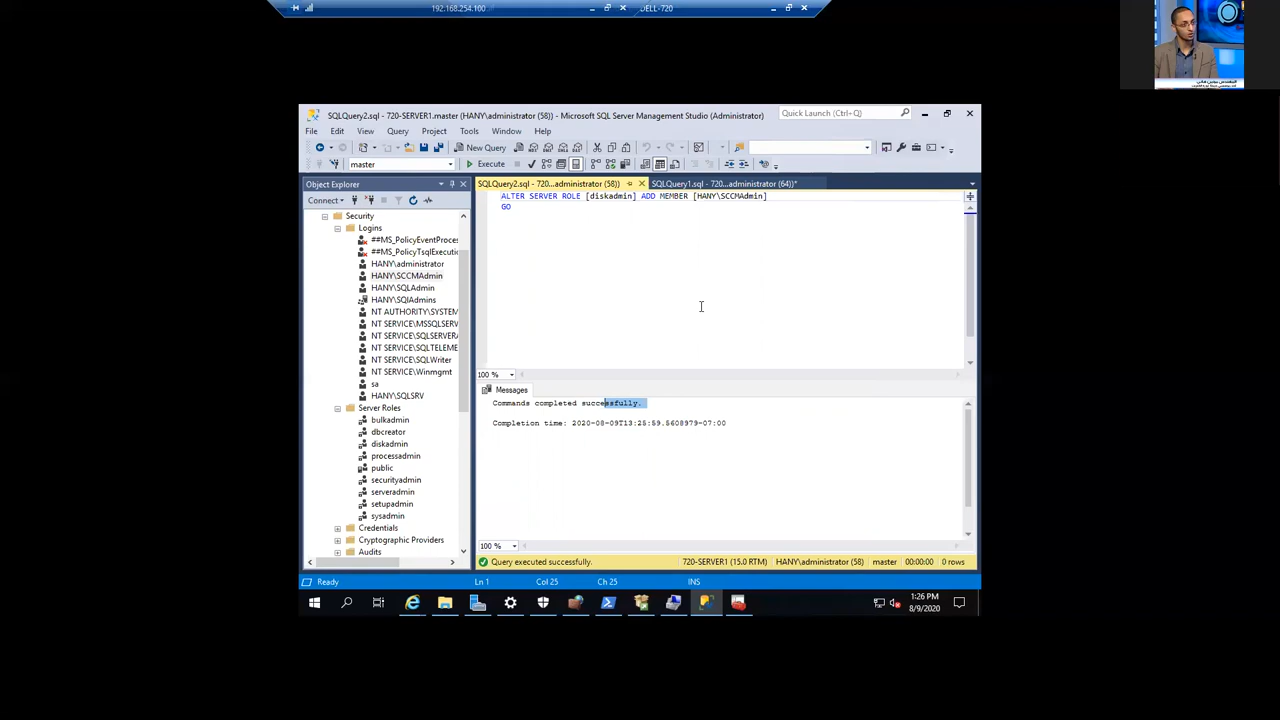 192.168.254.100
DELL-720
SQLQuery2.sql - 720-SERVER1.master (HANY\administrator (58)) - Microsoft SQL Server Management Studio (Administrator)
Quick Launch (Ctrl+Q)
File Edit View Query Project Tools Window Help
New Query
master
Execute
Object Explorer
SQLQuery2.sql - 720...administrator (58))
SQLQuery1.sql - 720...administrator (64))*
Connect
ALTER SERVER ROLE [diskadmin] ADD MEMBER [HANY\SCCMAdmin]
GO
Security
Logins
##MS_PolicyEventProce
##MS_PolicyTsqlExecuti
HANY\administrator
HANY\SCCMAdmin
HANY\SQLAdmin
HANY\SQlAdmins
NT AUTHORITY\SYSTEM
NT SERVICE\MSSQLSERV
NT SERVICE\SQLSERVERA
NT SERVICE\SQLTELEME
NT SERVICE\SQLWriter
NT SERVICE\Winmgmt
sa
HANY\SQLSRV
Server Roles
bulkadmin
dbcreator
diskadmin
processadmin
public
securityadmin
serveradmin
setupadmin
sysadmin
Credentials
Cryptographic Providers
Audits
100 %
Messages
Commands completed successfully.
Completion time: 2020-08-09T13:25:59.5608979-07:00
100 %
Query executed successfully.
720-SERVER1 (15.0 RTM)
HANY\administrator (58)
master
00:00:00
0 rows
Ready
Ln 1
Col 25
Ch 25
INS
1:26 PM
8/9/2020